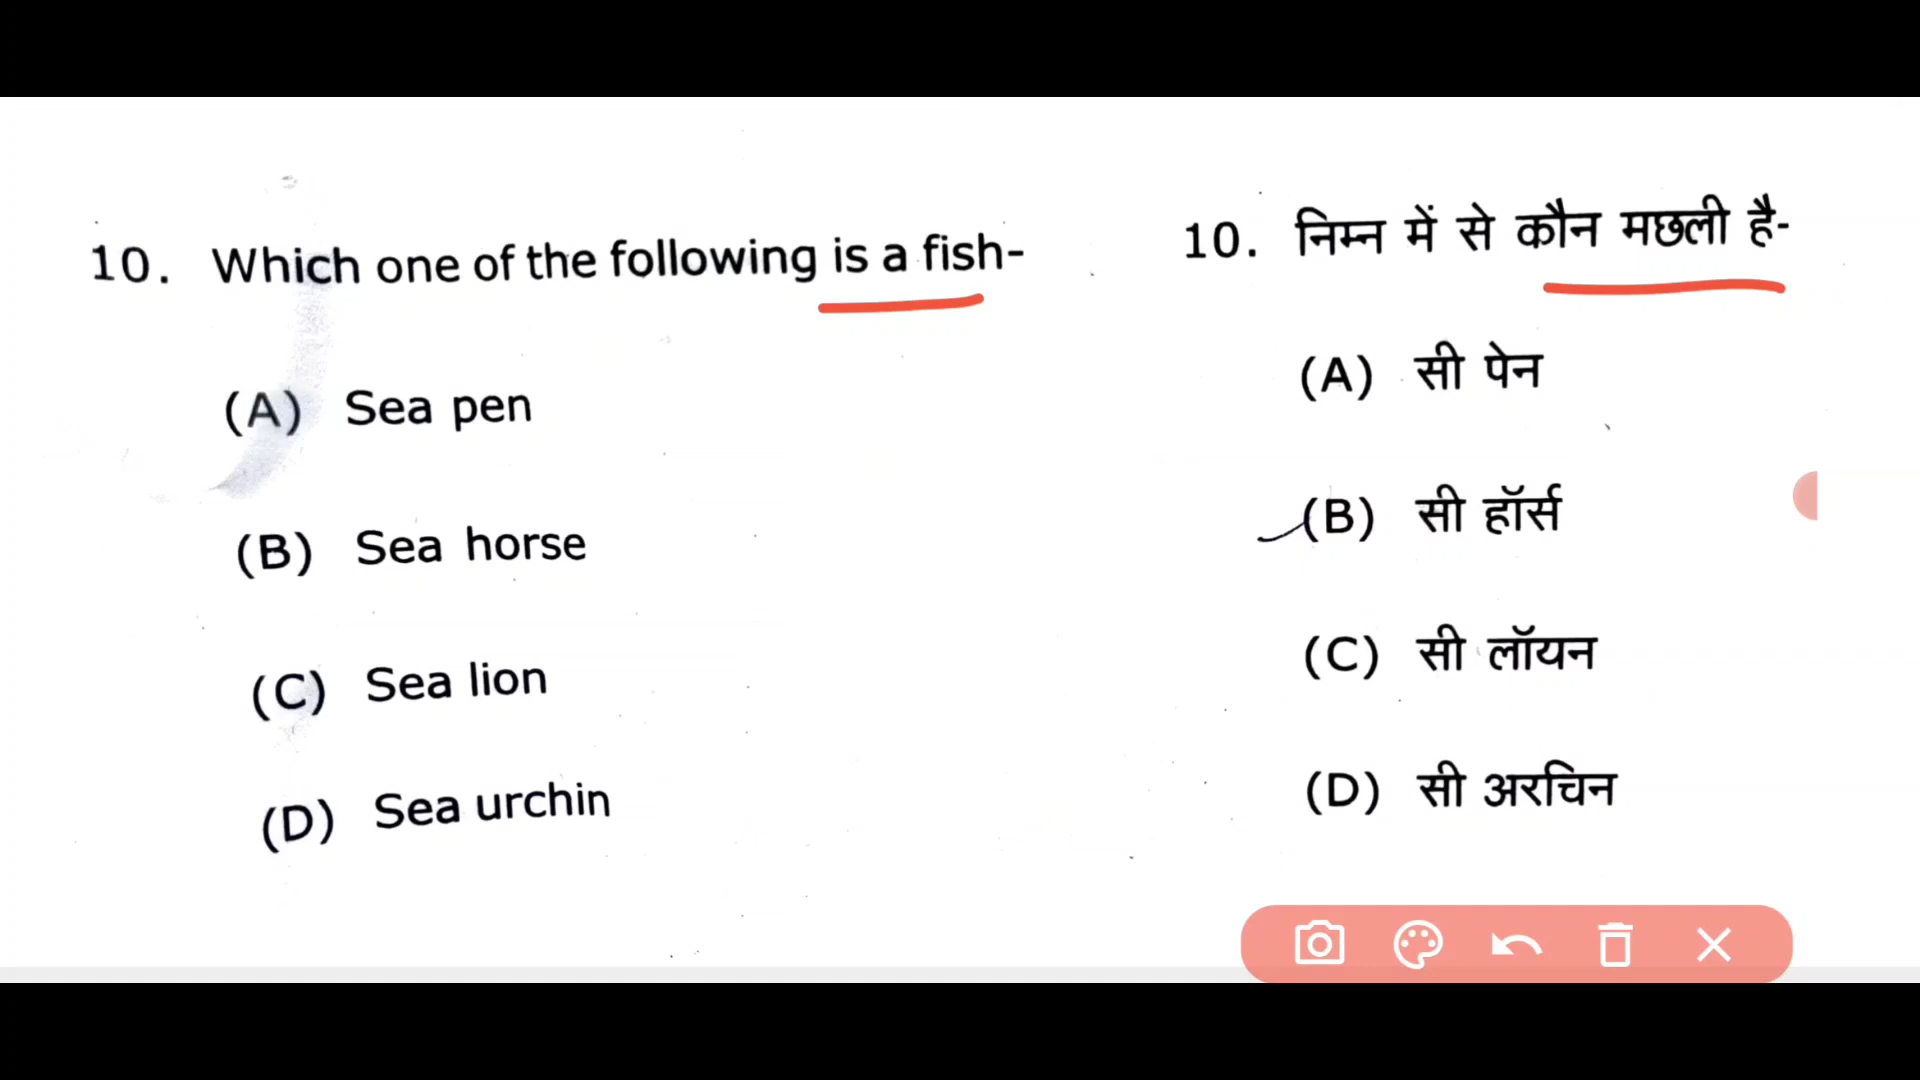 10. Which one of the following is a fish-
(A) Sea pen
(B) Sea horse
(C) Sea lion
(D) Sea urchin
10. निम्न में से कौन मछली है-
(A) सी पेन
(B) सी हॉर्स
(C) सी लॉयन
(D) सी अरचिन